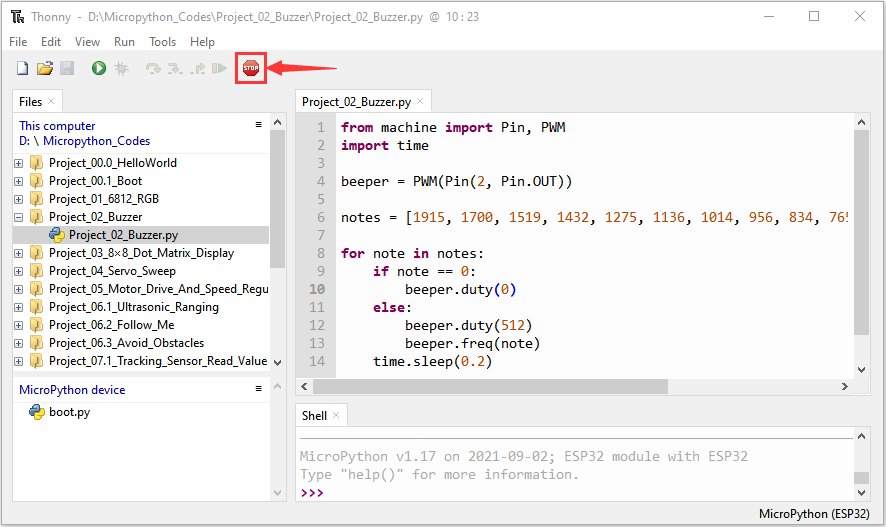 Thonny - D:\Micropython_Codes\Project_02_Buzzer\Project_02_Buzzer.py @ 10 : 23
File Edit View Run Tools Help
STOP
Files
This computer
D: \ Micropython_Codes
Project_00.0_HelloWorld
Project_00.1_Boot
Project_01_6812_RGB
Project_02_Buzzer
Project_02_Buzzer.py
Project_03_8×8_Dot_Matrix_Display
Project_04_Servo_Sweep
Project_05_Motor_Drive_And_Speed_Regu
Project_06.1_Ultrasonic_Ranging
Project_06.2_Follow_Me
Project_06.3_Avoid_Obstacles
Project_07.1_Tracking_Sensor_Read_Value
MicroPython device
boot.py
Project_02_Buzzer.py
1 from machine import Pin, PWM
2 import time
3
4 beeper = PWM(Pin(2, Pin.OUT))
5
6 notes = [1915, 1700, 1519, 1432, 1275, 1136, 1014, 956, 834, 765
7
8 for note in notes:
9     if note == 0:
10         beeper.duty(0)
11     else:
12         beeper.duty(512)
13         beeper.freq(note)
14     time.sleep(0.2)
Shell
MicroPython v1.17 on 2021-09-02; ESP32 module with ESP32
Type "help()" for more information.
>>>
MicroPython (ESP32)